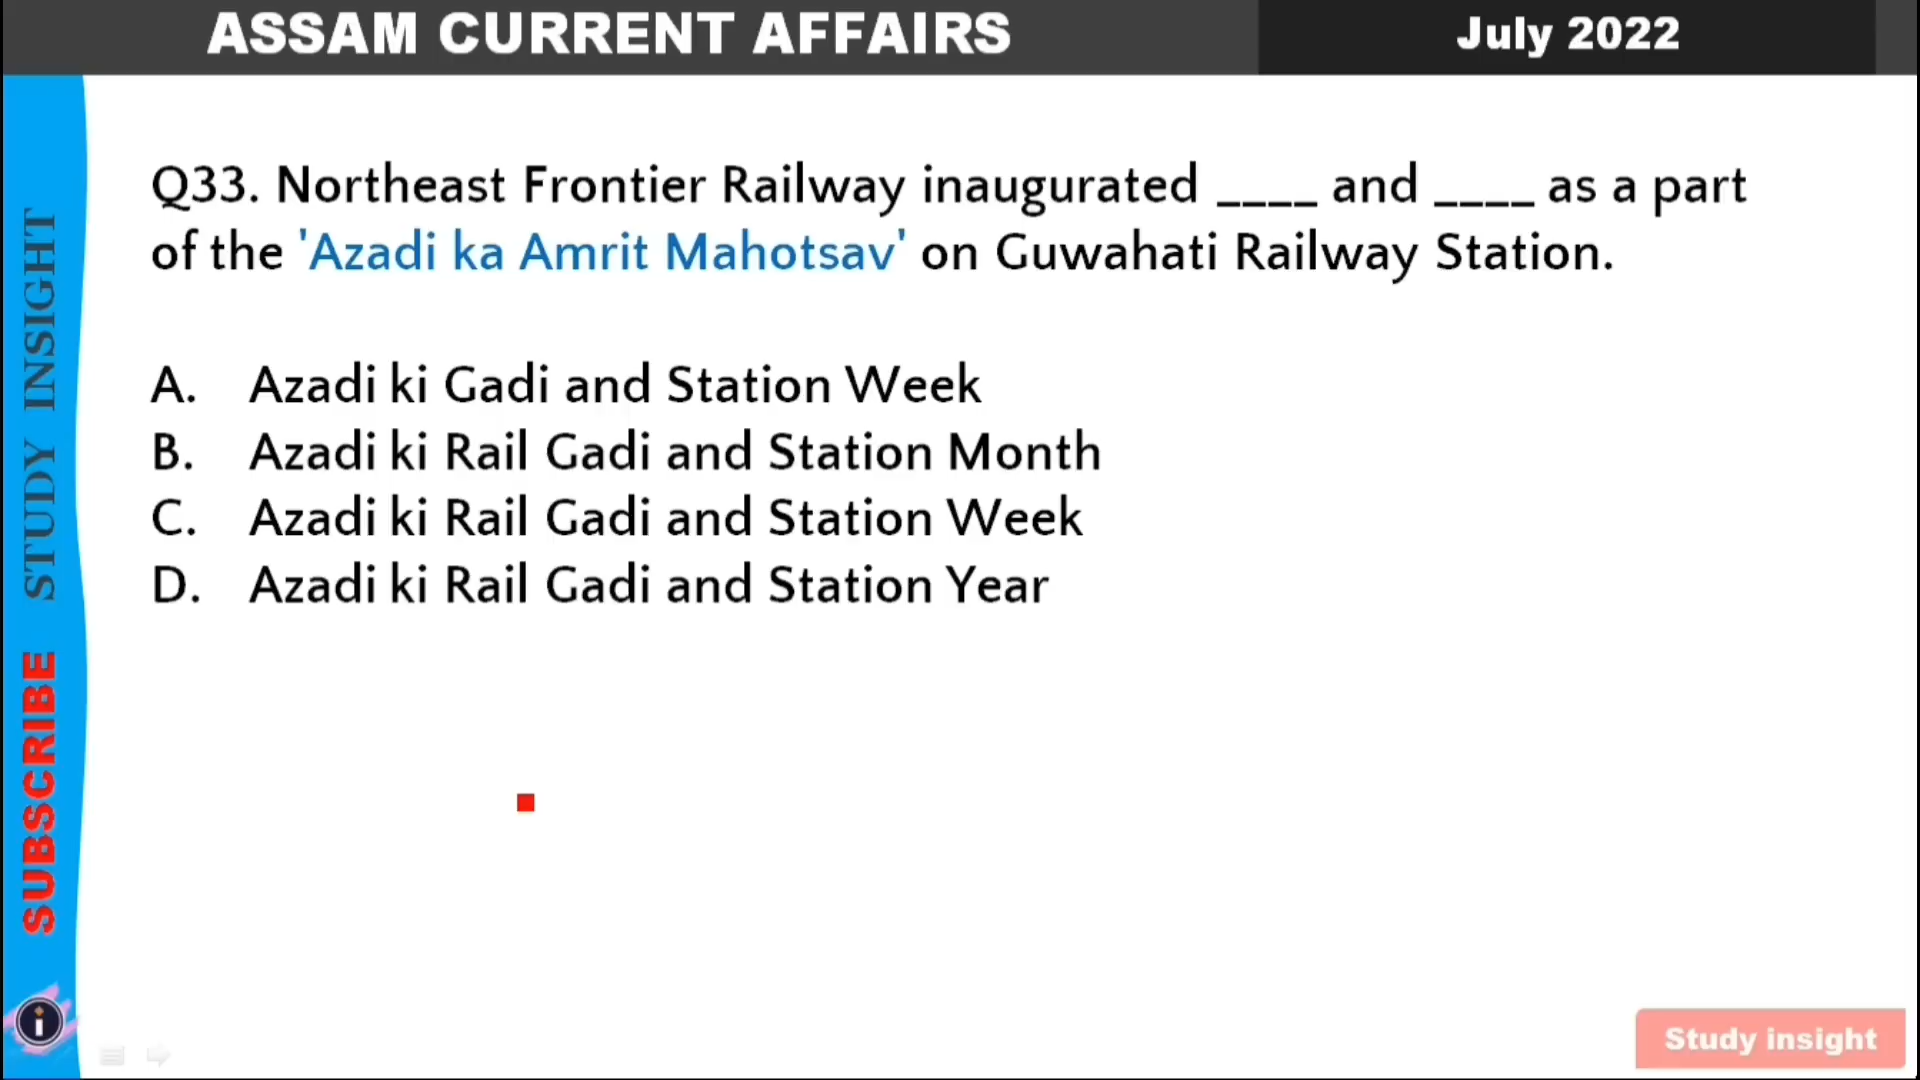 ASSAM CURRENT AFFAIRS
July 2022
Q33. Northeast Frontier Railway inaugurated ____ and ____ as a part
of the 'Azadi ka Amrit Mahotsav' on Guwahati Railway Station.
A. Azadi ki Gadi and Station Week
B. Azadi ki Rail Gadi and Station Month
C. Azadi ki Rail Gadi and Station Week
D. Azadi ki Rail Gadi and Station Year
SUBSCRIBE STUDY INSIGHT
i
Study insight